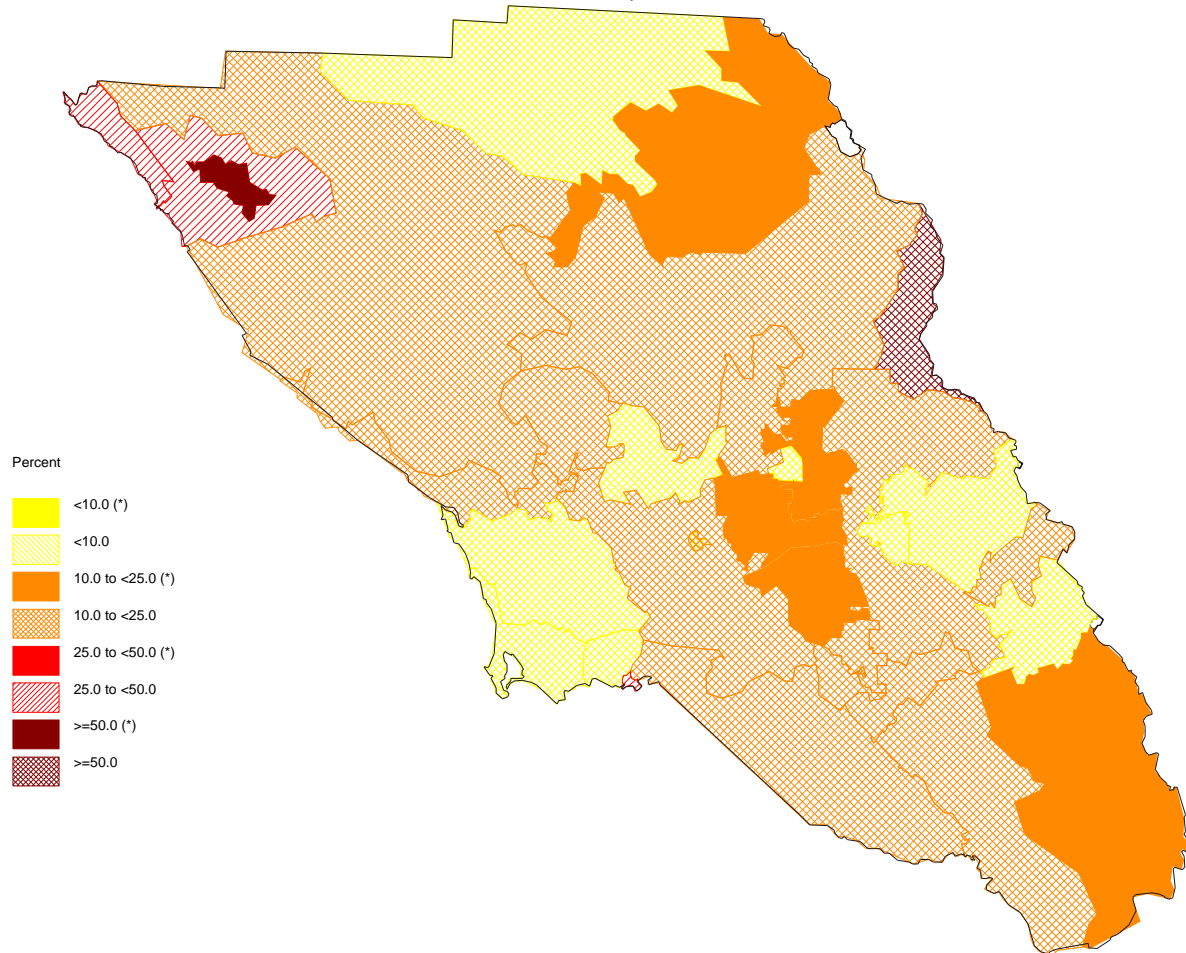 Percent
<10.0 (*)
<10.0
10.0 to <25.0 (*)
10.0 to <25.0
25.0 to <50.0 (*)
25.0 to <50.0
>=50.0 (*)
>=50.0